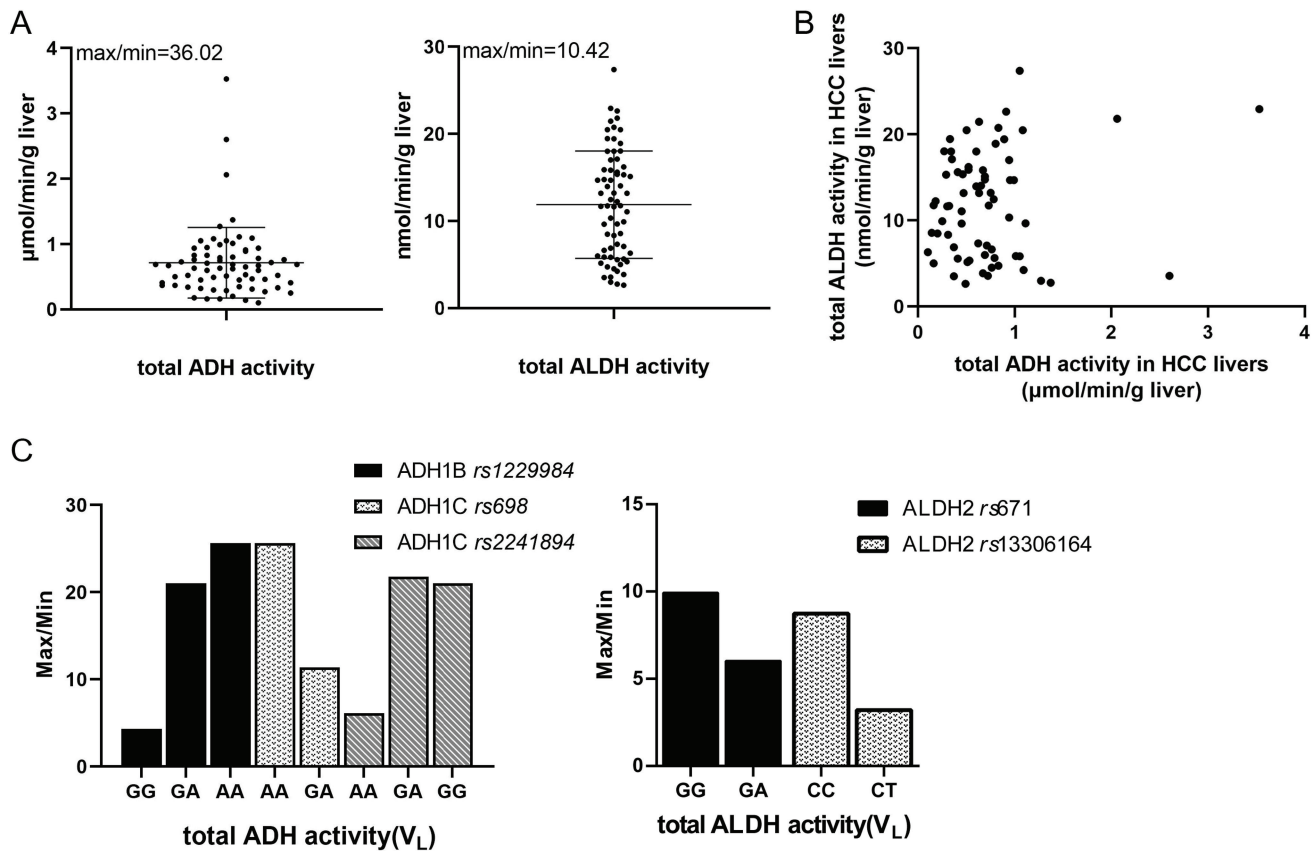 A
max/min=36.02
µmol/min/g liver
4
3
2
1
0
total ADH activity
max/min=10.42
nmol/min/g liver
30
20
10
0
total ALDH activity
B
total ALDH activity in HCC livers
(nmol/min/g liver)
30
20
10
0
0
1
2
3
4
total ADH activity in HCC livers
(µmol/min/g liver)
C
ADH1B rs1229984
ADH1C rs698
ADH1C rs2241894
Max/Min
30
20
10
0
GG GA AA AA GA AA GA GG
total ADH activity(VL)
ALDH2 rs671
ALDH2 rs13306164
Max/Min
15
10
5
0
GG GA CC CT
total ALDH activity(VL)